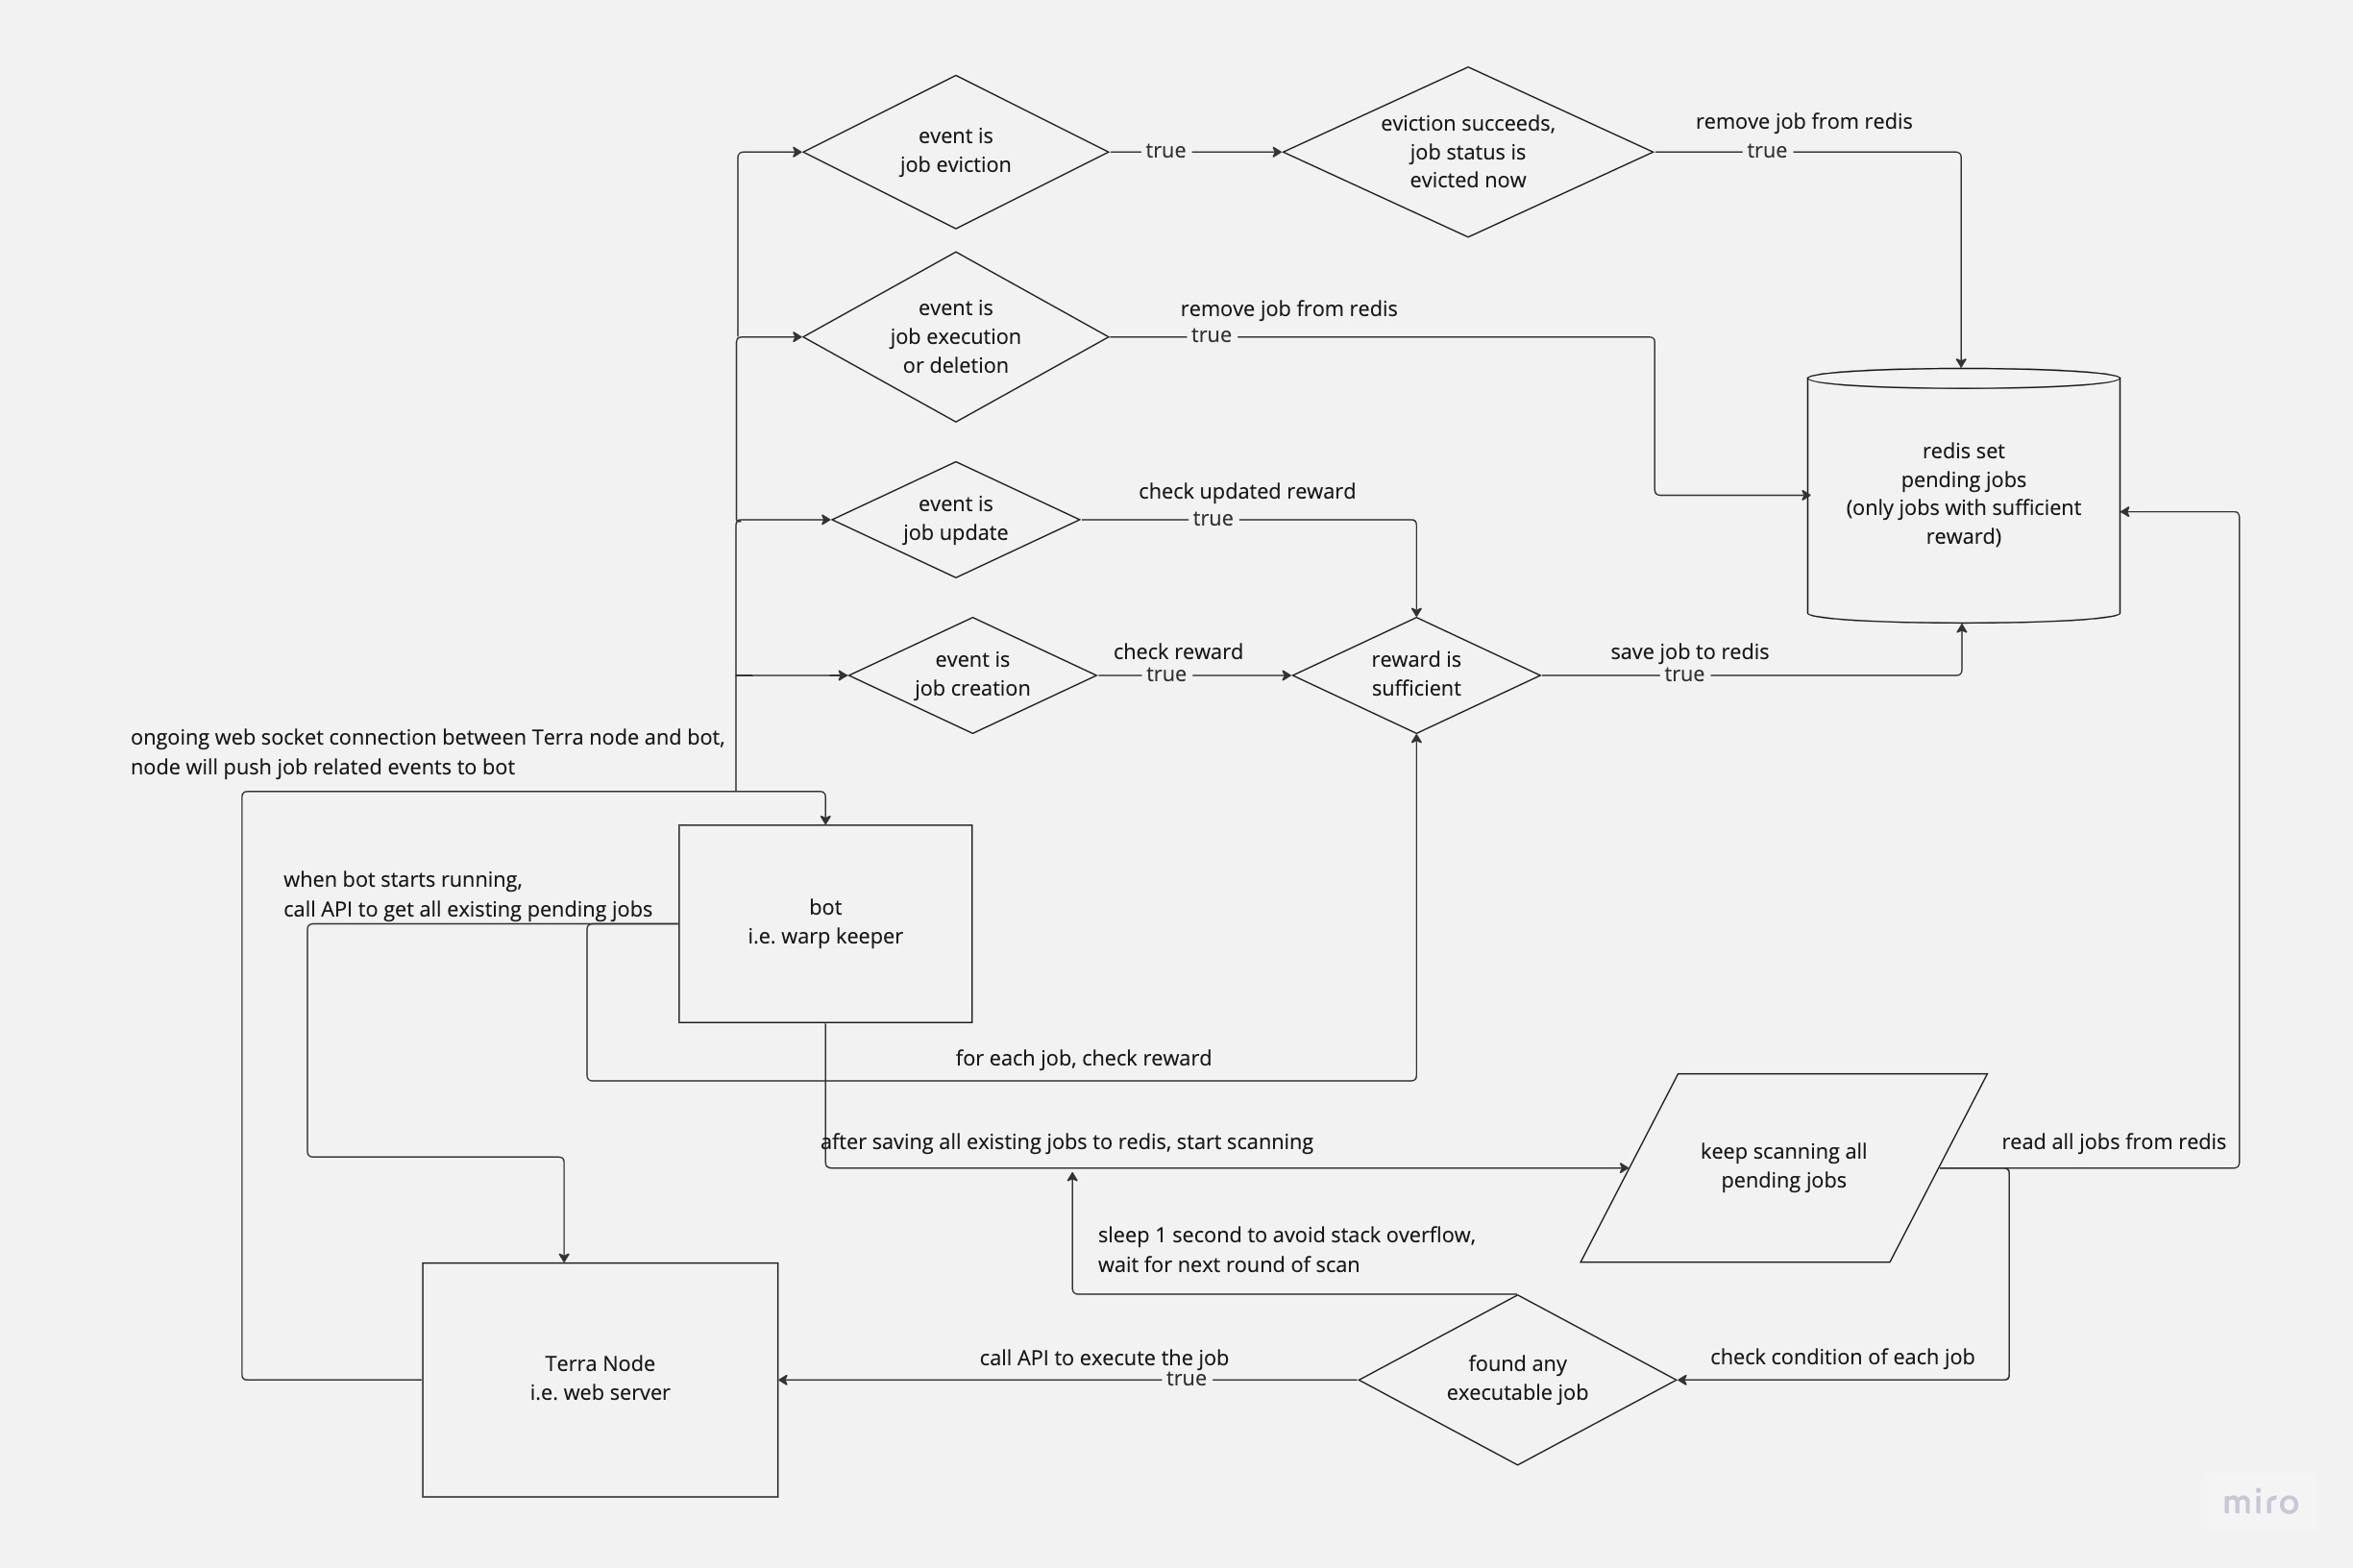 event is
job eviction
true
eviction succeeds,
job status is
evicted now
remove job from redis
true
event is
job execution
or deletion
remove job from redis
true
redis set
pending jobs
(only jobs with sufficient
reward)
event is
job update
check updated reward
true
event is
job creation
check reward
true
reward is
sufficient
save job to redis
true
ongoing web socket connection between Terra node and bot,
node will push job related events to bot
when bot starts running,
call API to get all existing pending jobs
bot
i.e. warp keeper
for each job, check reward
after saving all existing jobs to redis, start scanning
keep scanning all
pending jobs
read all jobs from redis
sleep 1 second to avoid stack overflow,
wait for next round of scan
Terra Node
i.e. web server
call API to execute the job
true
found any
executable job
check condition of each job
miro